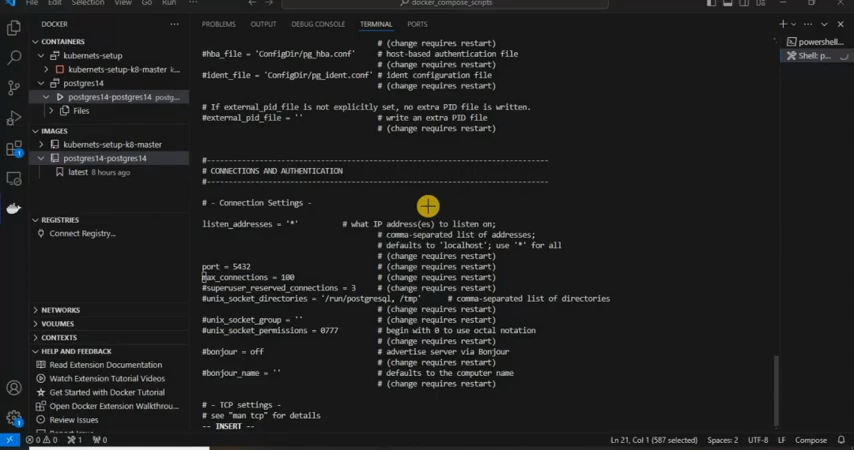 File Edit Selection View Go Run ...
docker_compose_scripts
DOCKER
...
CONTAINERS
kubernets-setup
kubernets-setup-k8-master
postgres14
postgres14-postgres14
Files
IMAGES
kubernets-setup-k8-master
postgres14-postgres14
latest 8 hours ago
REGISTRIES
Connect Registry...
NETWORKS
VOLUMES
CONTEXTS
HELP AND FEEDBACK
Read Extension Documentation
Watch Extension Tutorial Videos
Get Started with Docker Tutorial
Open Docker Extension Walkthrou...
Review Issues
PROBLEMS OUTPUT DEBUG CONSOLE TERMINAL PORTS
powershell...
Shell: p...
# (change requires restart)
#hba_file = 'ConfigDir/pg_hba.conf' # host-based authentication file
# (change requires restart)
#ident_file = 'ConfigDir/pg_ident.conf' # ident configuration file
# (change requires restart)
# If external_pid_file is not explicitly set, no extra PID file is written.
#external_pid_file = '' # write an extra PID file
# (change requires restart)
#------------------------------------------------------------------------------
# CONNECTIONS AND AUTHENTICATION
#------------------------------------------------------------------------------
# - Connection Settings -
listen_addresses = '*' # what IP address(es) to listen on;
# comma-separated list of addresses;
# defaults to 'localhost'; use '*' for all
# (change requires restart)
port = 5432 # (change requires restart)
max_connections = 100 # (change requires restart)
#superuser_reserved_connections = 3 # (change requires restart)
#unix_socket_directories = '/run/postgresql, /tmp' # comma-separated list of directories
# (change requires restart)
#unix_socket_group = '' # (change requires restart)
#unix_socket_permissions = 0777 # begin with 0 to use octal notation
# (change requires restart)
#bonjour = off # advertise server via Bonjour
# (change requires restart)
#bonjour_name = '' # defaults to the computer name
# (change requires restart)
# - TCP settings -
# see "man tcp" for details
-- INSERT --
0 0 1 0
Ln 21, Col 1 (587 selected) Spaces: 2 UTF-8 LF Compose